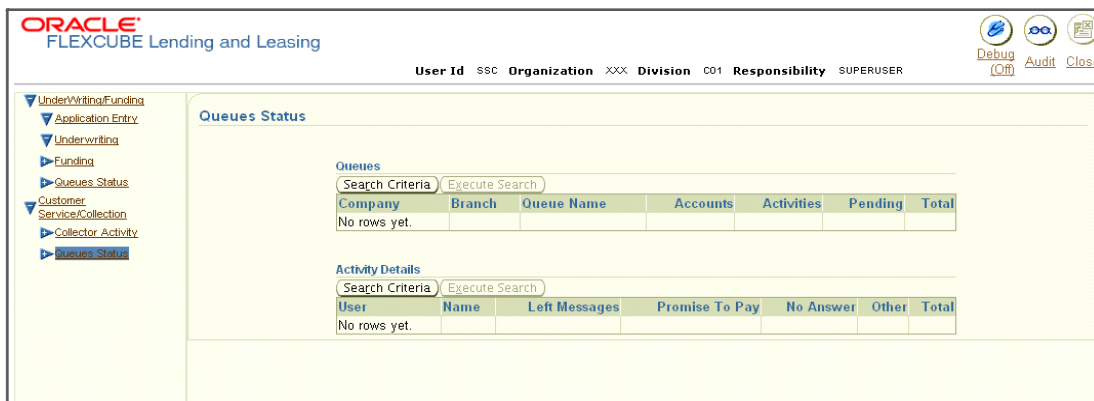 ORACLE®
FLEXCUBE Lending and Leasing
User Id SSC Organization XXX Division C01 Responsibility SUPERUSER
Debug (Off)
Audit
UnderWriting/Funding
Application Entry
Underwriting
Funding
Queues Status
Customer
Service/Collection
Collector Activity
Queues Status
Queues Status
Queues
Search Criteria Execute Search
Company Branch Queue Name Accounts Activities Pending Total
No rows yet.
Activity Details
Search Criteria Execute Search
User Name Left Messages Promise To Pay No Answer Other Total
No rows yet.